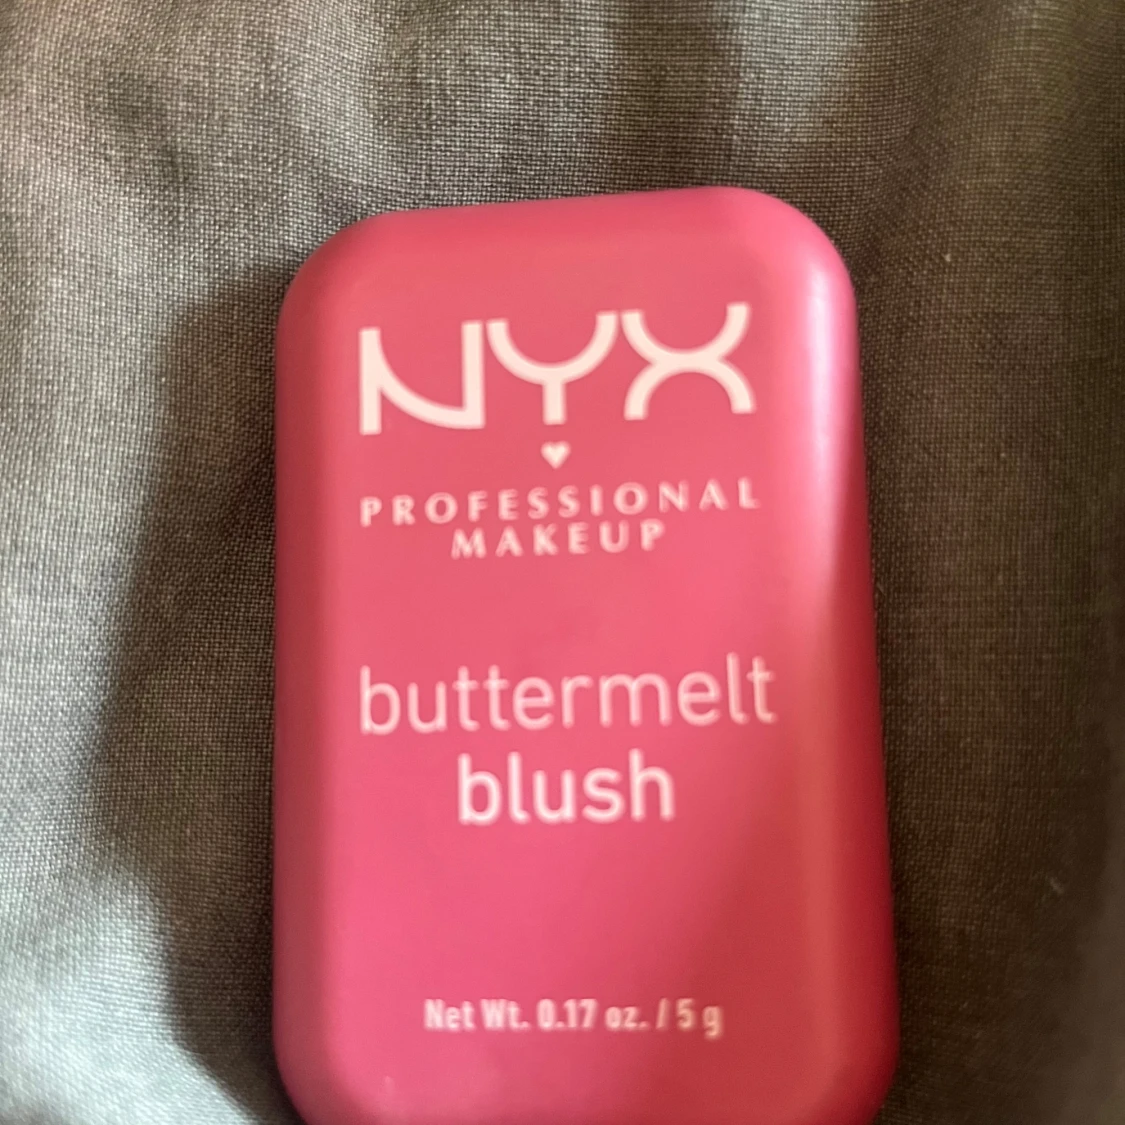 NYX
PROFESSIONAL
MAKEUP
buttermelt
blush
Net Wt. 0.17 oz. / 5 g